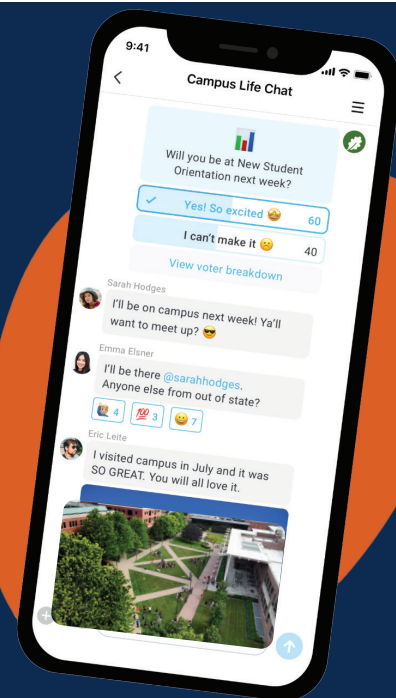 9:41
Campus Life Chat
Will you be at New Student
Orientation next week?
Yes! So excited 🤩 60
I can't make it 🙁 40
View voter breakdown
Sarah Hodges
I'll be on campus next week! Ya'll
want to meet up? 😎
Emma Elsner
I'll be there @sarahhodges.
Anyone else from out of state?
🙋 4 💯 3 😀 7
Eric Leite
I visited campus in July and it was
SO GREAT. You will all love it.